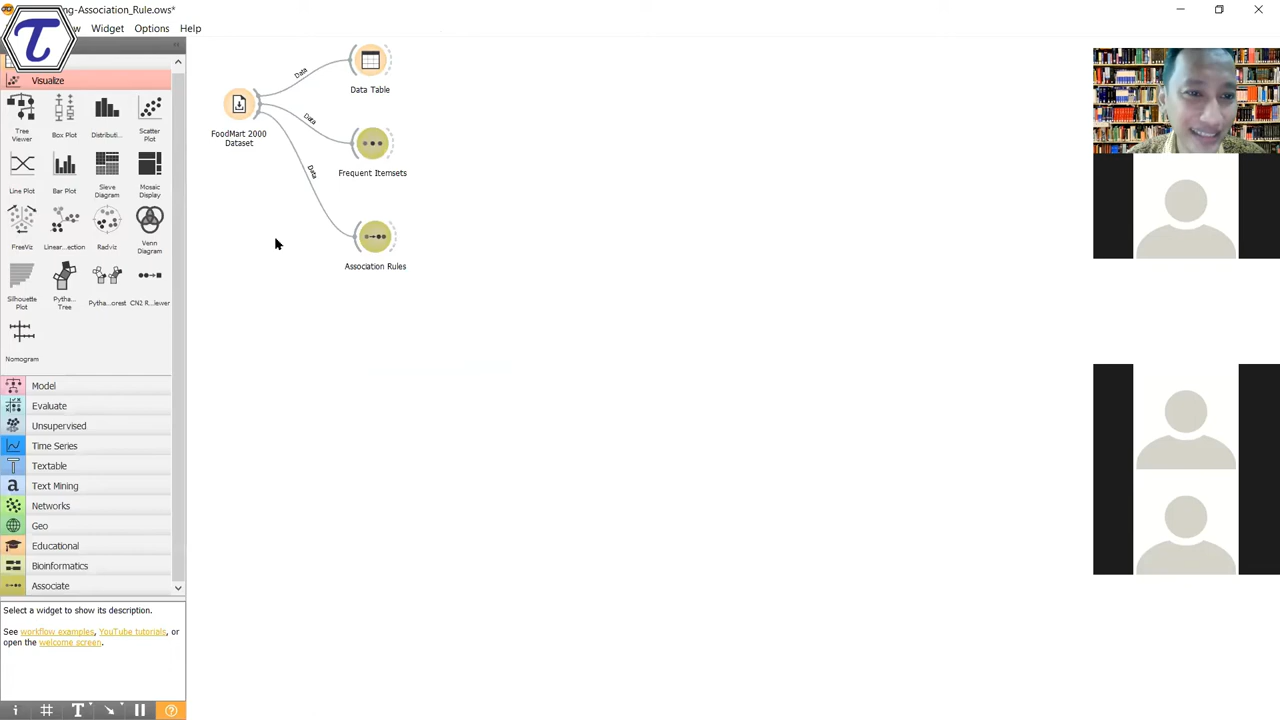 ng-Association_Rule.ows*
w Widget Options Help
Visualize
Tree Viewer
Box Plot
Distributi...
Scatter Plot
Line Plot
Bar Plot
Sieve Diagram
Mosaic Display
FreeViz
Linear...ection
Radviz
Venn Diagram
Silhouette Plot
Pytha... Tree
Pytha...orest
CN2 R...iewer
Nomogram
Model
Evaluate
Unsupervised
Time Series
Textable
Text Mining
Networks
Geo
Educational
Bioinformatics
Associate
Select a widget to show its description.
See workflow examples, YouTube tutorials, or
open the welcome screen.
Data
Data
Data
FoodMart 2000
Dataset
Data Table
Frequent Itemsets
Association Rules